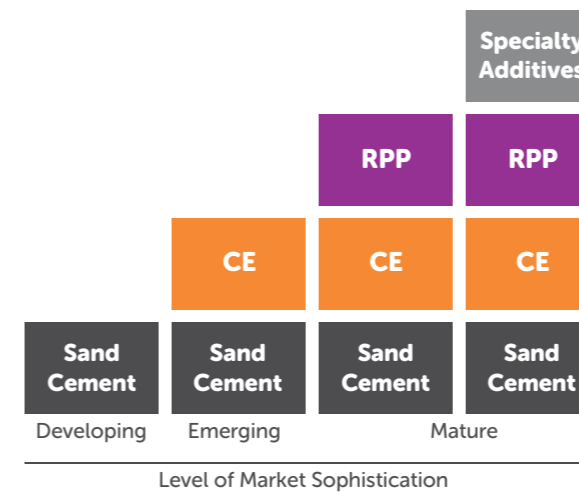 Specialty
Additives
RPP
RPP
CE
CE
CE
Sand
Cement
Sand
Cement
Sand
Cement
Sand
Cement
Developing
Emerging
Mature
Level of Market Sophistication